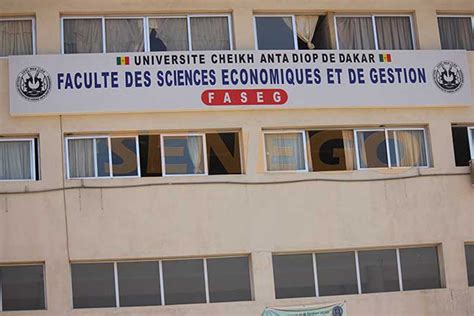 UNIVERSITE CHEIKH ANTA DIOP DE DAKAR
FACULTE DES SCIENCES ECONOMIQUES ET DE GESTION
FASEG
SENEGO